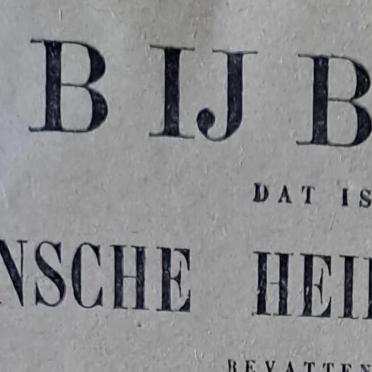 BIJB
DAT IS
NSCHE HEI
BEVATTEN